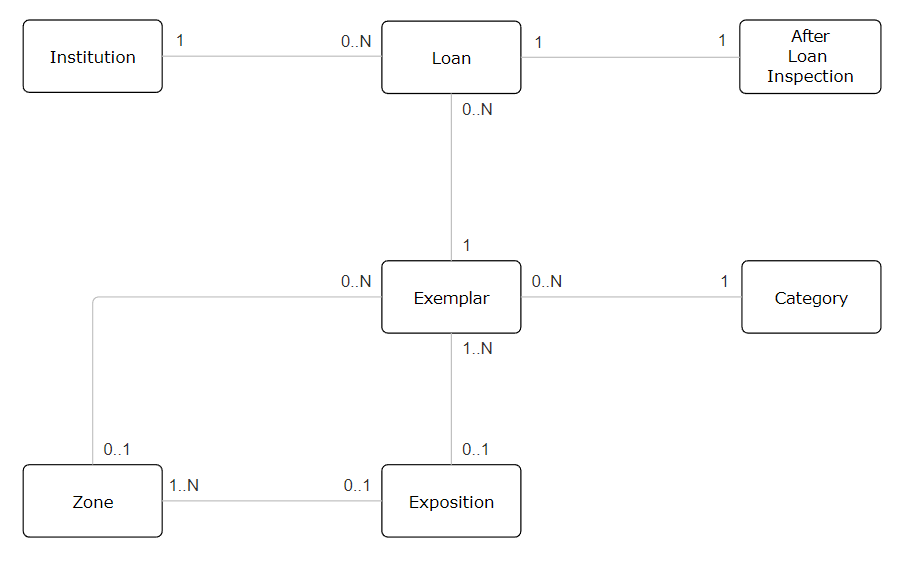 Institution
1
0..N
Loan
1
1
After
Loan
Inspection
0..N
1
0..N
Exemplar
0..N
1
Category
1..N
0..1
0..1
Zone
1..N
0..1
Exposition